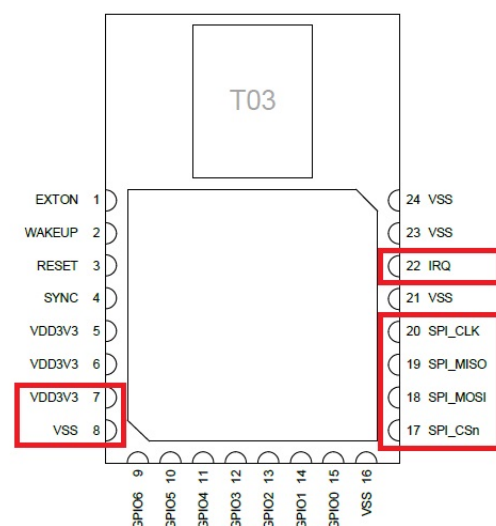 T03
EXTON 1
WAKEUP 2
RESET 3
SYNC 4
VDD3V3 5
VDD3V3 6
VDD3V3 7
VSS 8
24 VSS
23 VSS
22 IRQ
21 VSS
20 SPI_CLK
19 SPI_MISO
18 SPI_MOSI
17 SPI_CSn
GPIO6 9
GPIO5 10
GPIO4 11
GPIO3 12
GPIO2 13
GPIO1 14
GPIO0 15
VSS 16